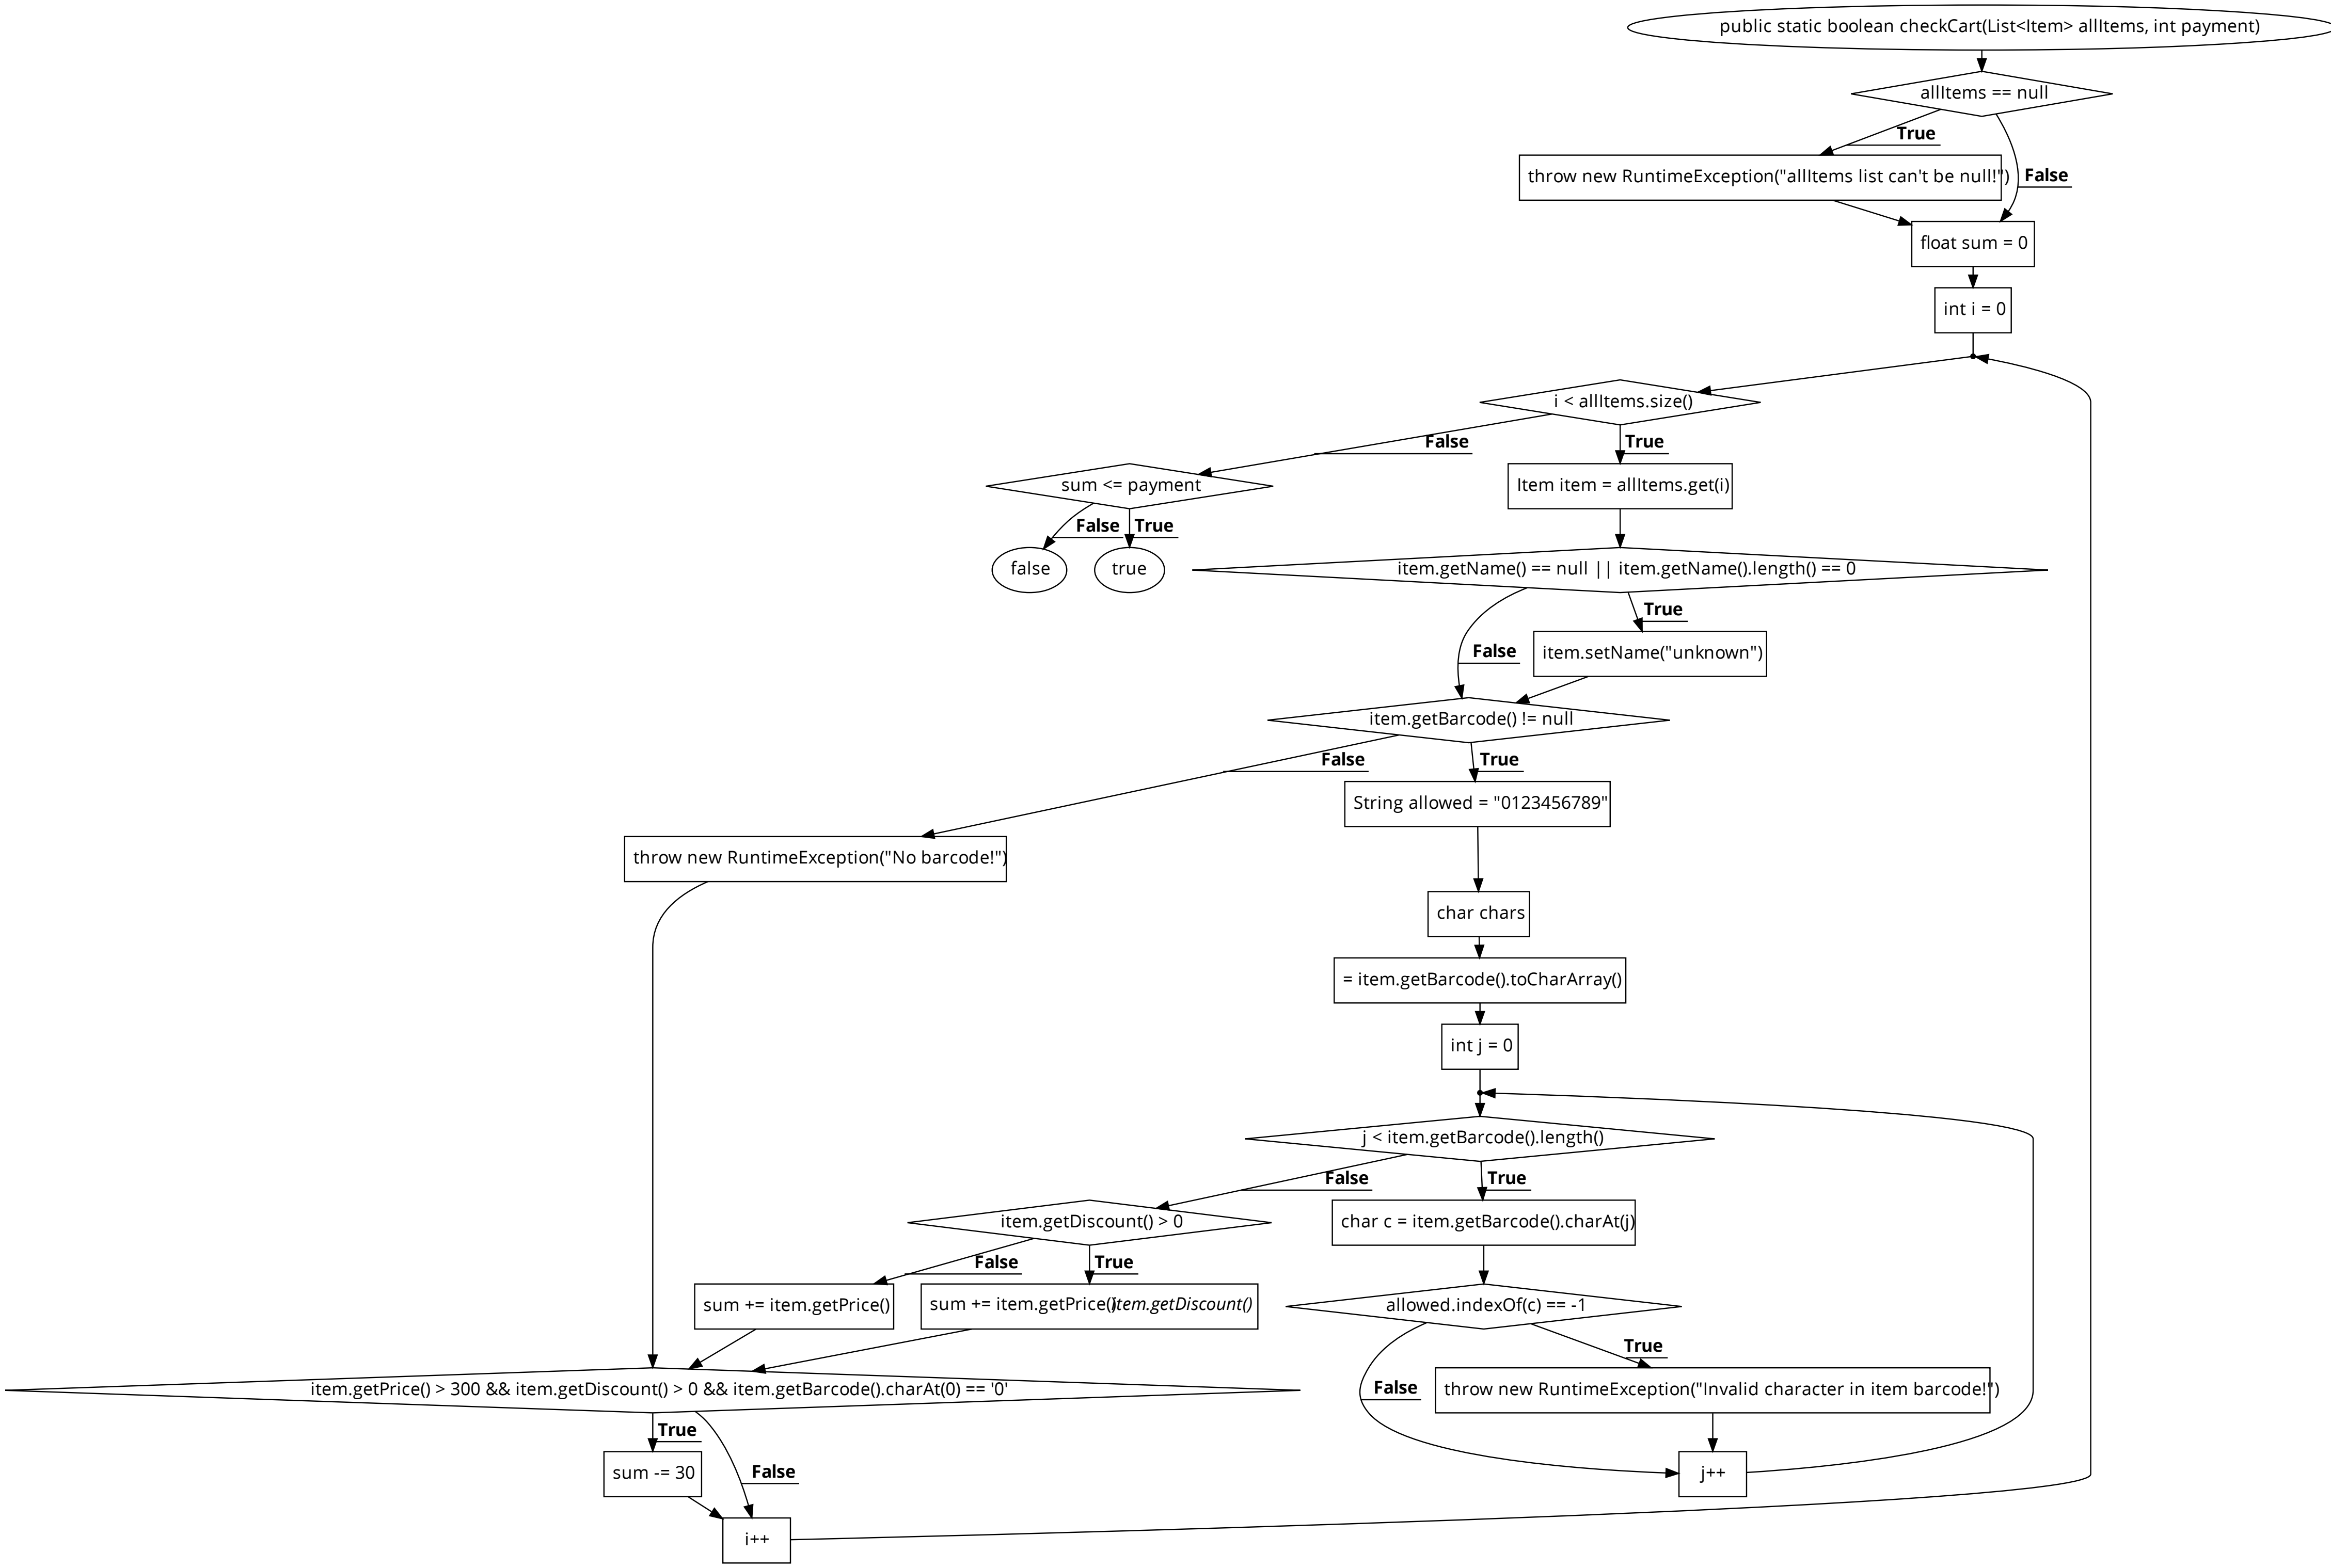 public static boolean checkCart(List<Item> allItems, int payment)
allItems == null
True
throw new RuntimeException("allItems list can't be null!")
False
float sum = 0
int i = 0
i < allItems.size()
False
True
sum <= payment
Item item = allItems.get(i)
False
True
false
true
item.getName() == null || item.getName().length() == 0
True
False
item.setName("unknown")
item.getBarcode() != null
False
True
String allowed = "0123456789"
throw new RuntimeException("No barcode!")
char chars
= item.getBarcode().toCharArray()
int j = 0
j < item.getBarcode().length()
False
True
item.getDiscount() > 0
char c = item.getBarcode().charAt(j)
False
True
sum += item.getPrice()
sum += item.getPrice()item.getDiscount()
allowed.indexOf(c) == -1
True
False
item.getPrice() > 300 && item.getDiscount() > 0 && item.getBarcode().charAt(0) == '0'
throw new RuntimeException("Invalid character in item barcode!")
True
False
sum -= 30
j++
i++